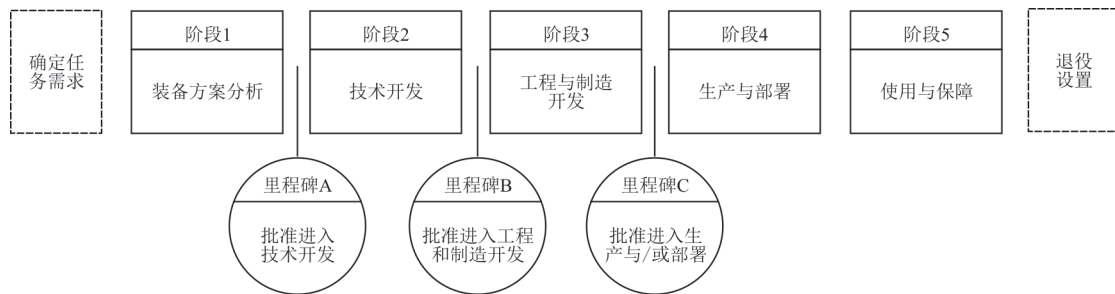 确定任
务需求
阶段1
装备方案分析
阶段2
技术开发
阶段3
工程与制造
开发
阶段4
生产与部署
阶段5
使用与保障
退役
设置
里程碑A
批准进入
技术开发
里程碑B
批准进入工程
和制造开发
里程碑C
批准进入生
产与/或部署